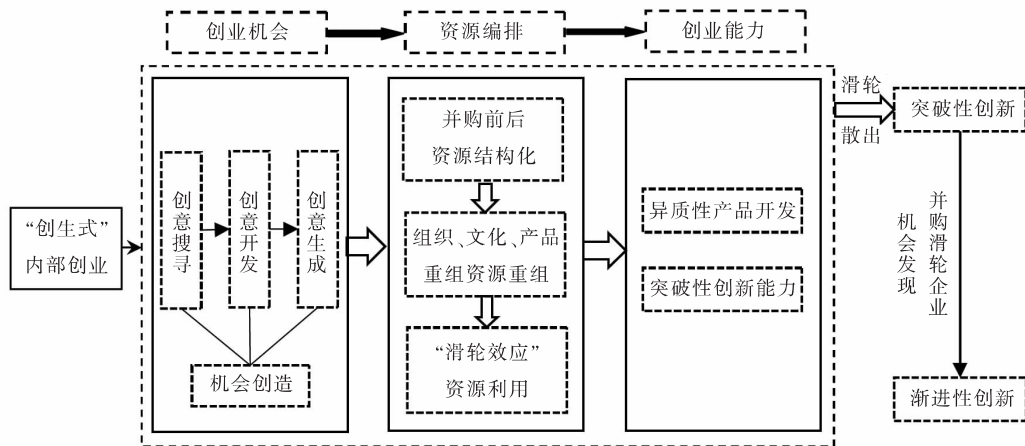 创业机会
资源编排
创业能力
“创生式”
内部创业
创意搜寻
创意开发
创意生成
机会创造
并购前后
资源结构化
组织、文化、产品
重组资源重组
“滑轮效应”
资源利用
异质性产品开发
突破性创新能力
滑轮
散出
突破性创新
并购滑轮企业
机会发现
渐进性创新